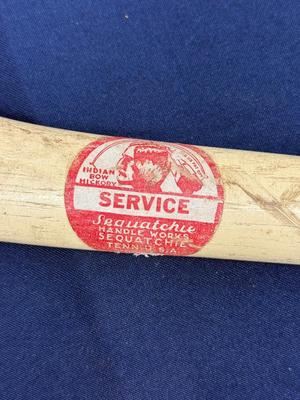 INDIAN
BOW
HICKORY
SERVICE
Sequatchie
HANDLE WORKS
SEQUATCHIE
TENN. U.S.A.